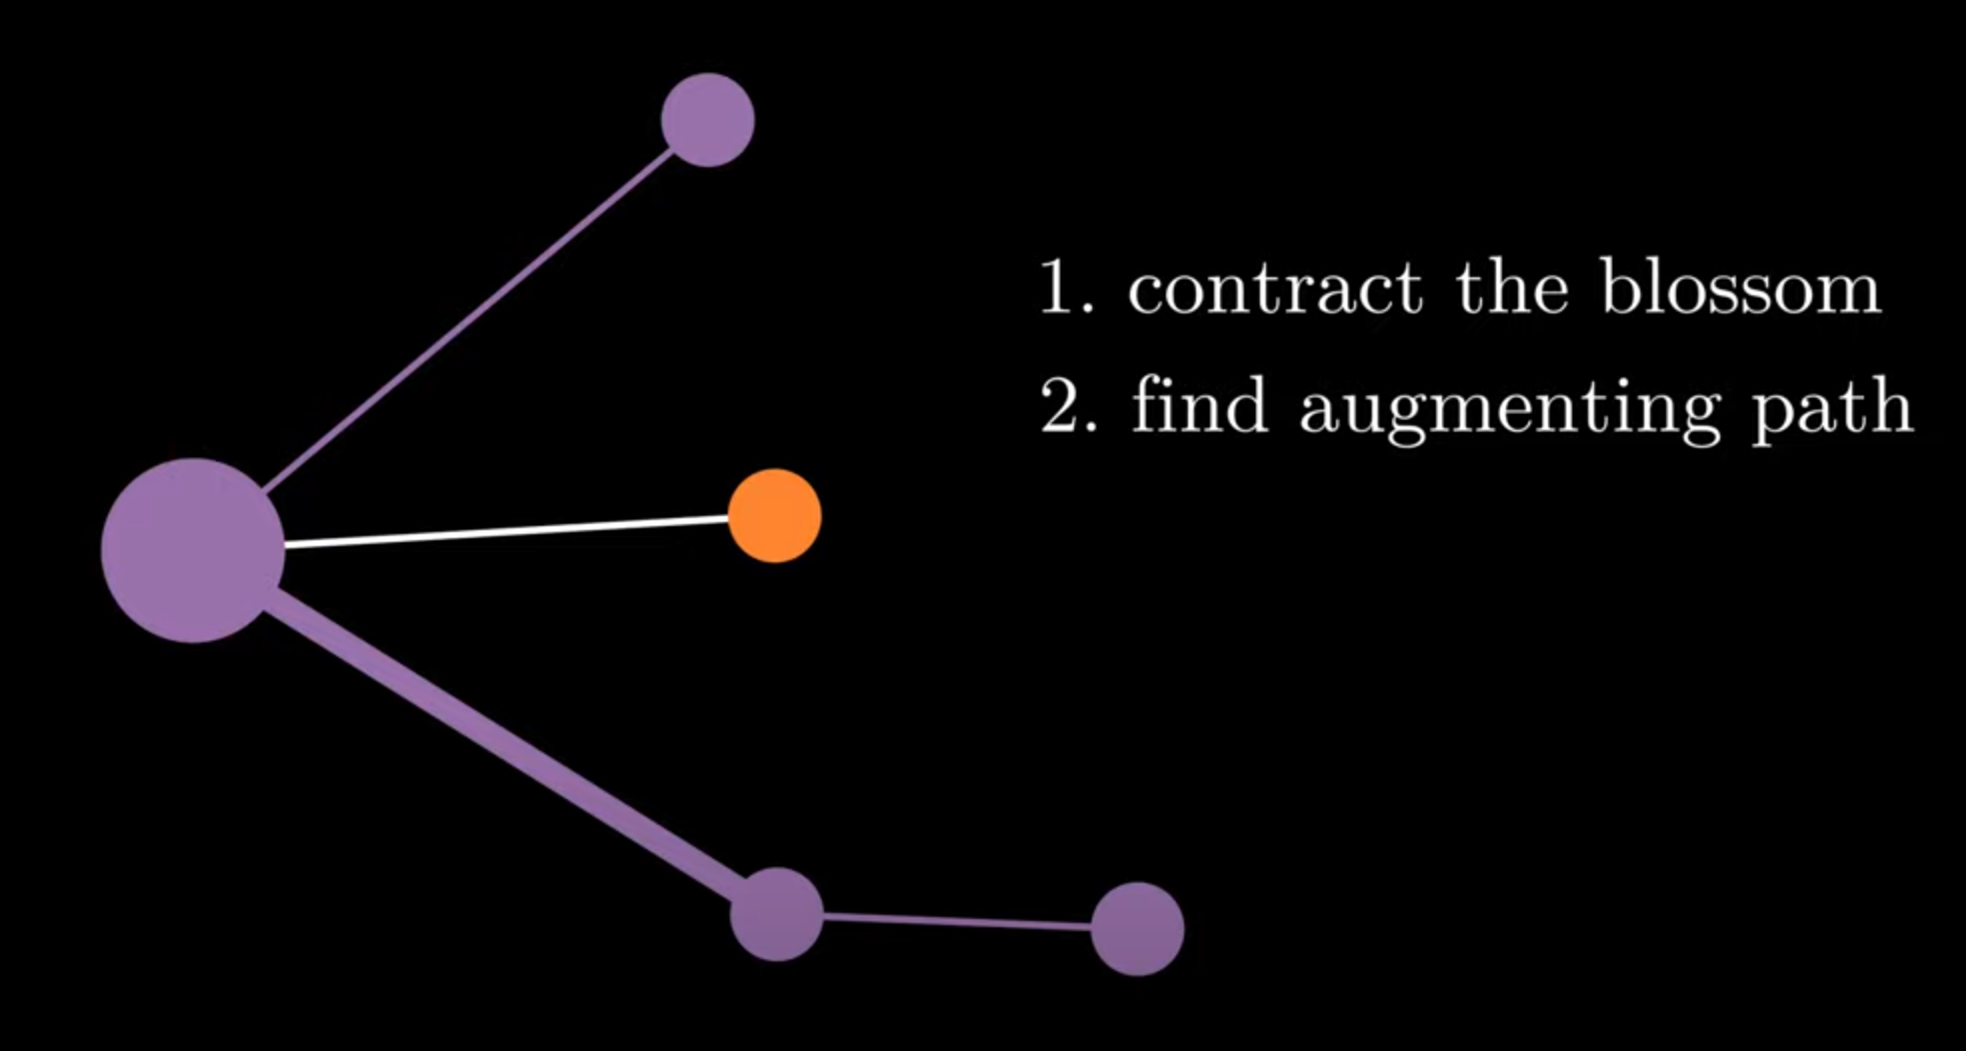 1. contract the blossom
2. find augmenting path